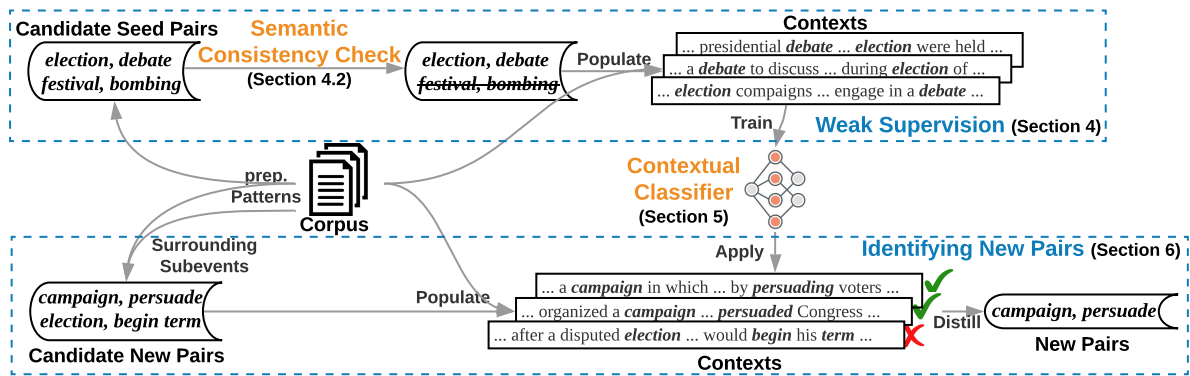 Candidate Seed Pairs
election, debate
festival, bombing
Semantic
Consistency Check
(Section 4.2)
election, debate
festival, bombing
Populate
Contexts
... presidential debate ... election were held ...
... a debate to discuss ... during election of ...
... election compaigns ... engage in a debate ...
Train
Weak Supervision (Section 4)
prep.
Patterns
Corpus
Contextual
Classifier
(Section 5)
Surrounding
Subevents
Apply
Identifying New Pairs (Section 6)
campaign, persuade
election, begin term
Candidate New Pairs
Populate
... a campaign in which ... by persuading voters ...
... organized a campaign ... persuaded Congress ...
... after a disputed election ... would begin his term ...
Contexts
Distill
campaign, persuade
New Pairs